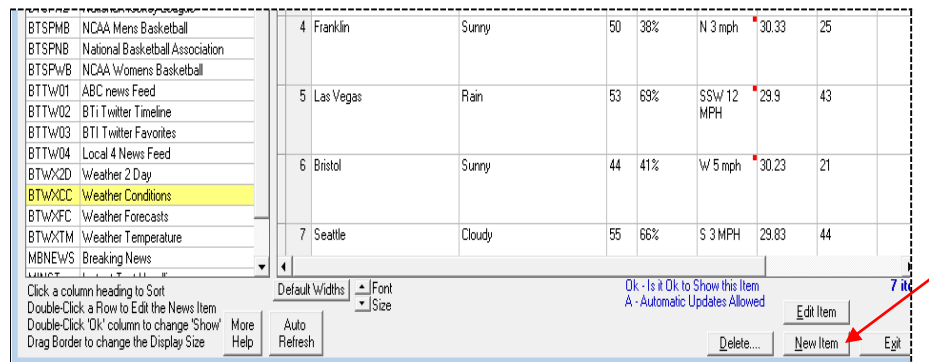 BTSPMB NCAA Mens Basketball
BTSPNB National Basketball Association
BTSPWB NCAA Womens Basketball
BTTW01 ABC news Feed
BTTW02 BTi Twitter Timeline
BTTW03 BTI Twitter Favorites
BTTW04 Local 4 News Feed
BTWX2D Weather 2 Day
BTWXCC Weather Conditions
BTWXFC Weather Forecasts
BTWXTM Weather Temperature
MBNEWS Breaking News
4 Franklin Sunny 50 38% N 3 mph 30.33 25
5 Las Vegas Rain 53 69% SSW 12 29.9 43
MPH
6 Bristol Sunny 44 41% W 5 mph 30.23 21
7 Seattle Cloudy 55 66% S 3 MPH 29.83 44
Click a column heading to Sort
Double-Click a Row to Edit the News Item
Double-Click 'Ok' column to change 'Show'
Drag Border to change the Display Size
More
Help
Default Widths
Font
Size
Auto
Refresh
Ok - Is it Ok to Show this Item
A - Automatic Updates Allowed
7
Edit Item
Delete....
New Item
Exit